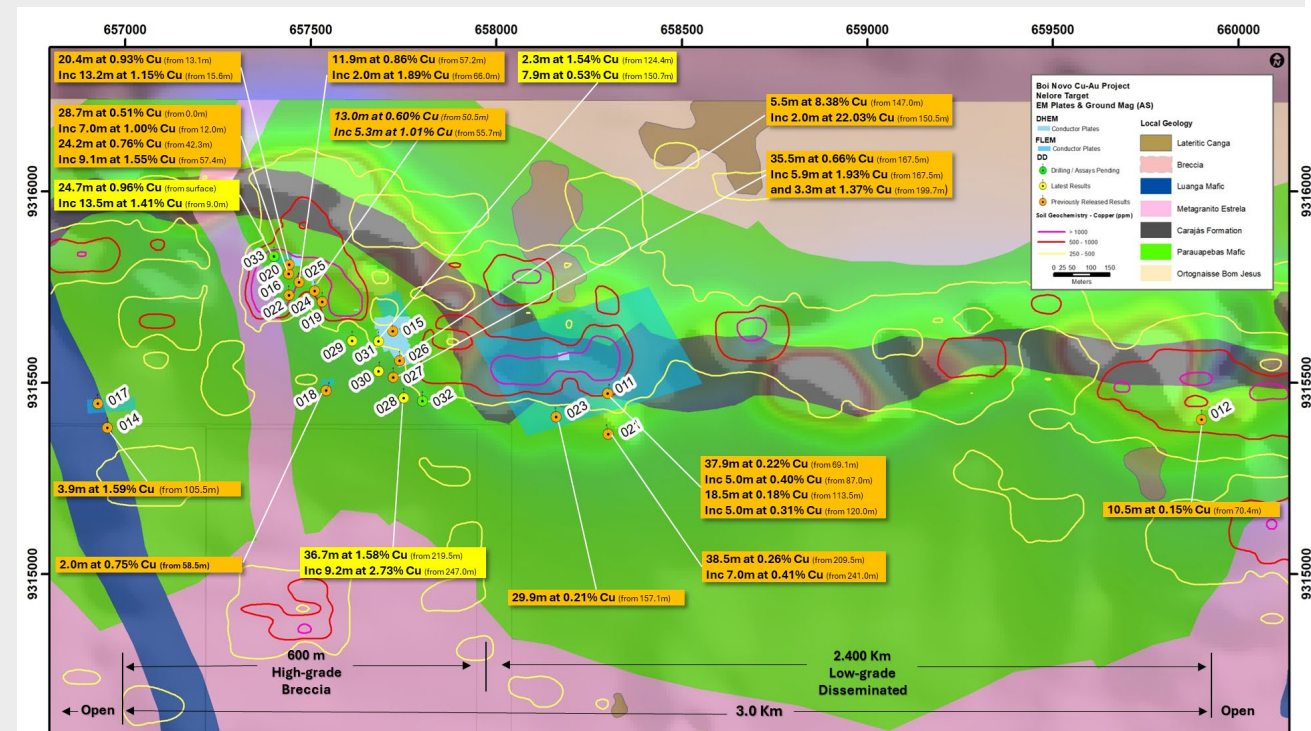 657000
657500
658000
658500
659000
659500
660000
20.4m at 0.93% Cu (from 13.1m)
Inc 13.2m at 1.15% Cu (from 15.6m)
11.9m at 0.86% Cu (from 57.2m)
Inc 2.0m at 1.89% Cu (from 66.0m)
2.3m at 1.54% Cu (from 124.4m)
7.9m at 0.53% Cu (from 150.7m)
28.7m at 0.51% Cu (from 0.0m)
Inc 7.0m at 1.00% Cu (from 12.0m)
24.2m at 0.76% Cu (from 42.3m)
Inc 9.1m at 1.55% Cu (from 57.4m)
13.0m at 0.60% Cu (from 50.5m)
Inc 5.3m at 1.01% Cu (from 55.7m)
5.5m at 8.38% Cu (from 147.0m)
Inc 2.0m at 22.03% Cu (from 150.5m)
35.5m at 0.66% Cu (from 167.5m)
Inc 5.9m at 1.93% Cu (from 167.5m)
and 3.3m at 1.37% Cu (from 199.7m)
24.7m at 0.96% Cu (from surface)
Inc 13.5m at 1.41% Cu (from 9.0m)
Boi Novo Cu-Au Project
Nelore Target
EM Plates & Ground Mag (AS)
DHEM
Conductor Plates
FLEM
Conductor Plates
DD
Drilling / Assays Pending
Latest Results
Previously Released Results
Soil Geochemistry - Copper (ppm)
> 1000
500 - 1000
250 - 500
0 25 50 100 150
Meters
Local Geology
Lateritic Canga
Breccia
Luanga Mafic
Metagranito Estrela
Carajás Formation
Parauapebas Mafic
Ortognaisse Bom Jesus
9316000
9316000
9315500
9315500
9315000
9315000
033
020
025
016
022
024
019
015
029
031
026
030
027
018
028
032
017
014
011
023
021
012
37.9m at 0.22% Cu (from 69.1m)
Inc 5.0m at 0.40% Cu (from 87.0m)
18.5m at 0.18% Cu (from 113.5m)
Inc 5.0m at 0.31% Cu (from 120.0m)
3.9m at 1.59% Cu (from 105.5m)
10.5m at 0.15% Cu (from 70.4m)
2.0m at 0.75% Cu (from 58.5m)
36.7m at 1.58% Cu (from 219.5m)
Inc 9.2m at 2.73% Cu (from 247.0m)
38.5m at 0.26% Cu (from 209.5m)
Inc 7.0m at 0.41% Cu (from 241.0m)
29.9m at 0.21% Cu (from 157.1m)
600 m
High-grade
Breccia
2.400 Km
Low-grade
Disseminated
Open
3.0 Km
Open